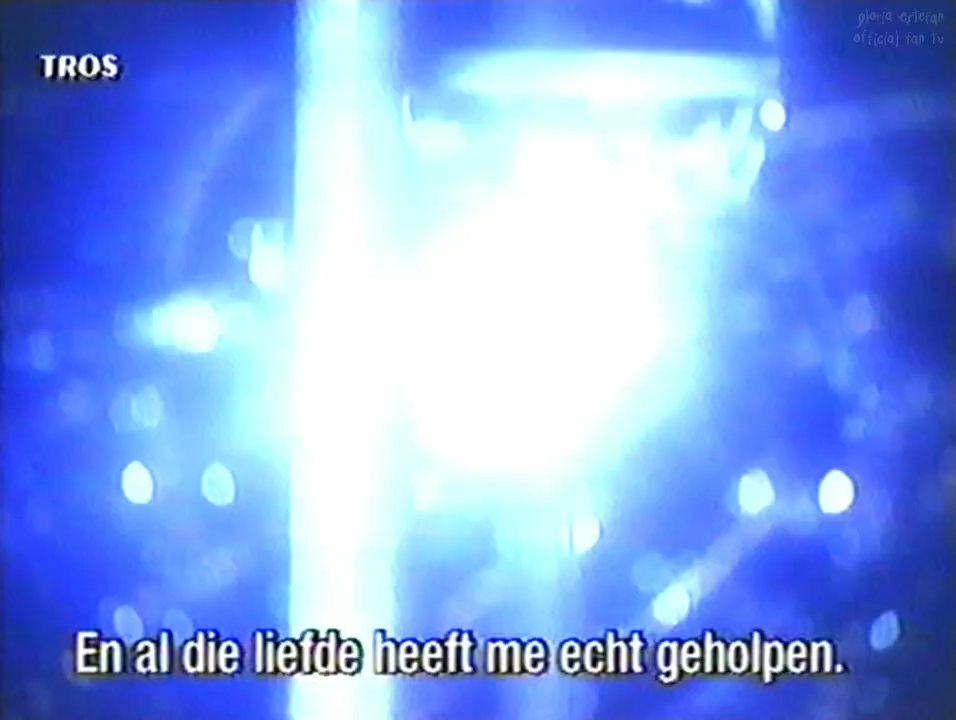 gloria estefan
TROS
official fan tv
En al die liefde heeft me echt geholpen.